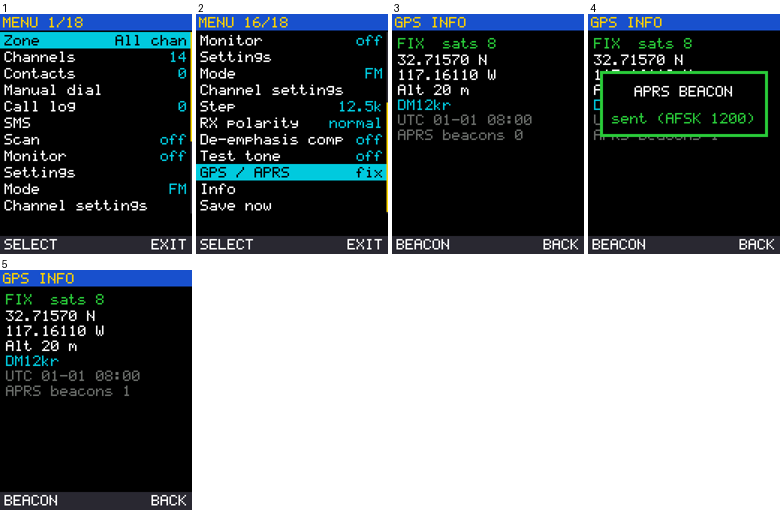 1
MENU 1/18
Zone All chan
Channels 14
Contacts 0
Manual dial
Call log 0
SMS
Scan off
Monitor off
Settings
Mode FM
Channel settings
SELECT EXIT
2
MENU 16/18
Monitor off
Settings
Mode FM
Channel settings
Step 12.5k
RX polarity normal
De-emphasis comp off
Test tone off
GPS / APRS fix
Info
Save now
SELECT EXIT
3
GPS INFO
FIX sats 8
32.71570 N
117.16110 W
Alt 20 m
DM12kr
UTC 01-01 08:00
APRS beacons 0
BEACON BACK
4
GPS INFO
FIX sats 8
32.71570 N
APRS BEACON
sent (AFSK 1200)
BEACON BACK
5
GPS INFO
FIX sats 8
32.71570 N
117.16110 W
Alt 20 m
DM12kr
UTC 01-01 08:00
APRS beacons 1
BEACON BACK